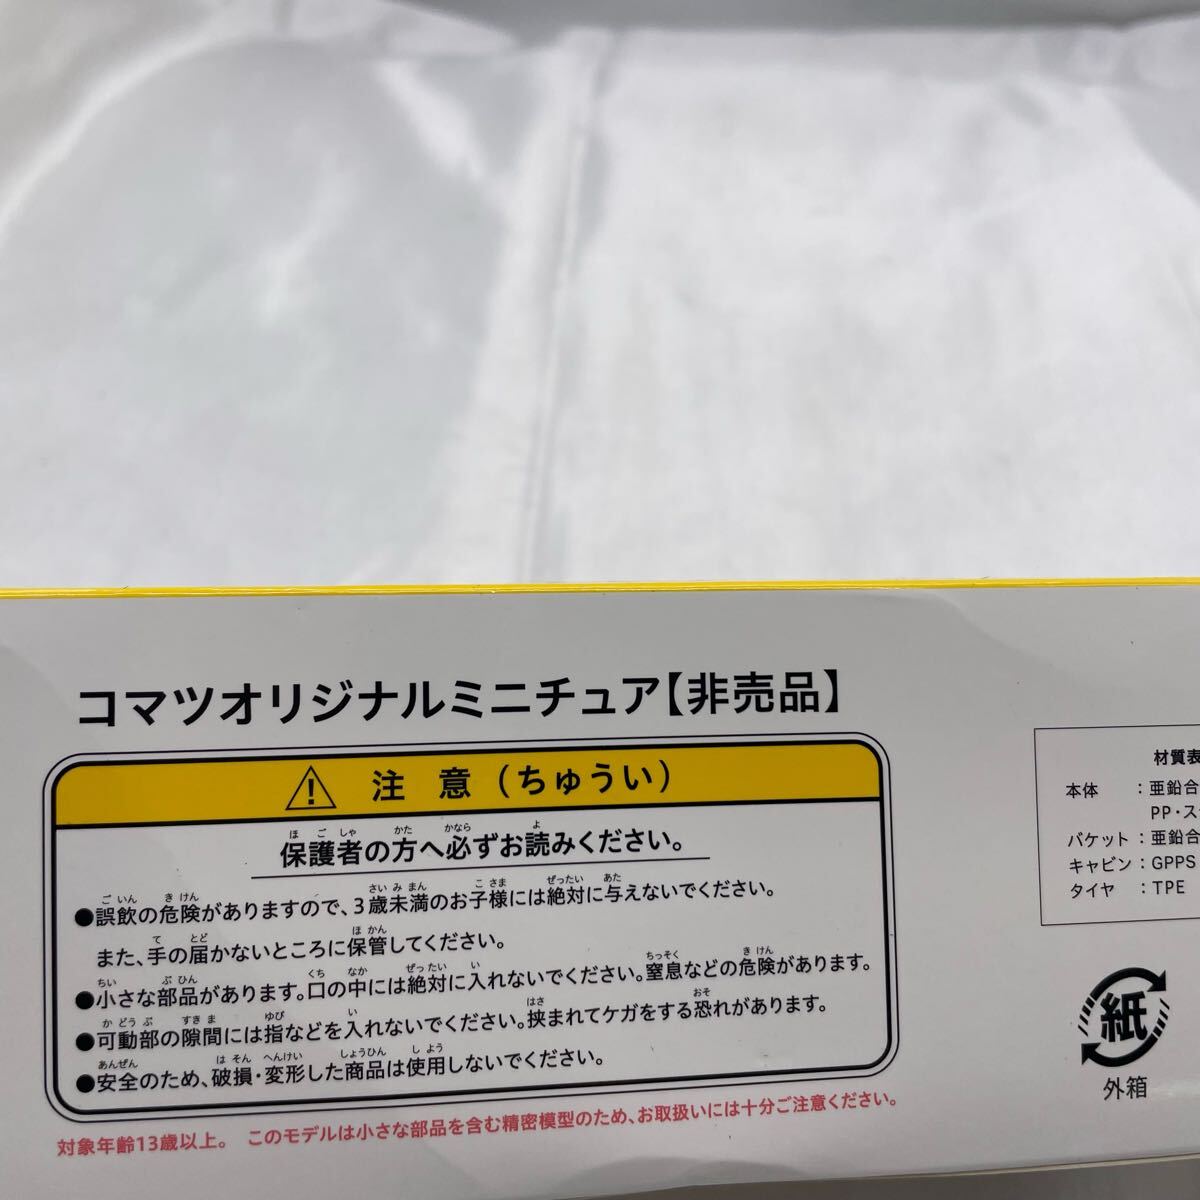 コマツオリジナルミニチュア【非売品】
注 意(ちゅうい)
保護者の方へ必ずお読みください。
●誤飲の危険がありますので、3歳未満のお子様には絶対に与えないでください。
また、手の届かないところに保管してください。
●小さな部品があります。口の中には絶対に入れないでください。窒息などの危険があります。
●可動部の隙間には指などを入れないでください。挟まれてケガをする恐れがあります。
●安全のため、破損・変形した商品は使用しないでください。
対象年齢13歳以上。 このモデルは小さな部品を含む精密模型のため、お取扱いには十分ご注意ください。
材質表
本体 :亜鉛合
PP・ス
バケット:亜鉛合
キャビン:GPPS
タイヤ :TPE
紙
外箱